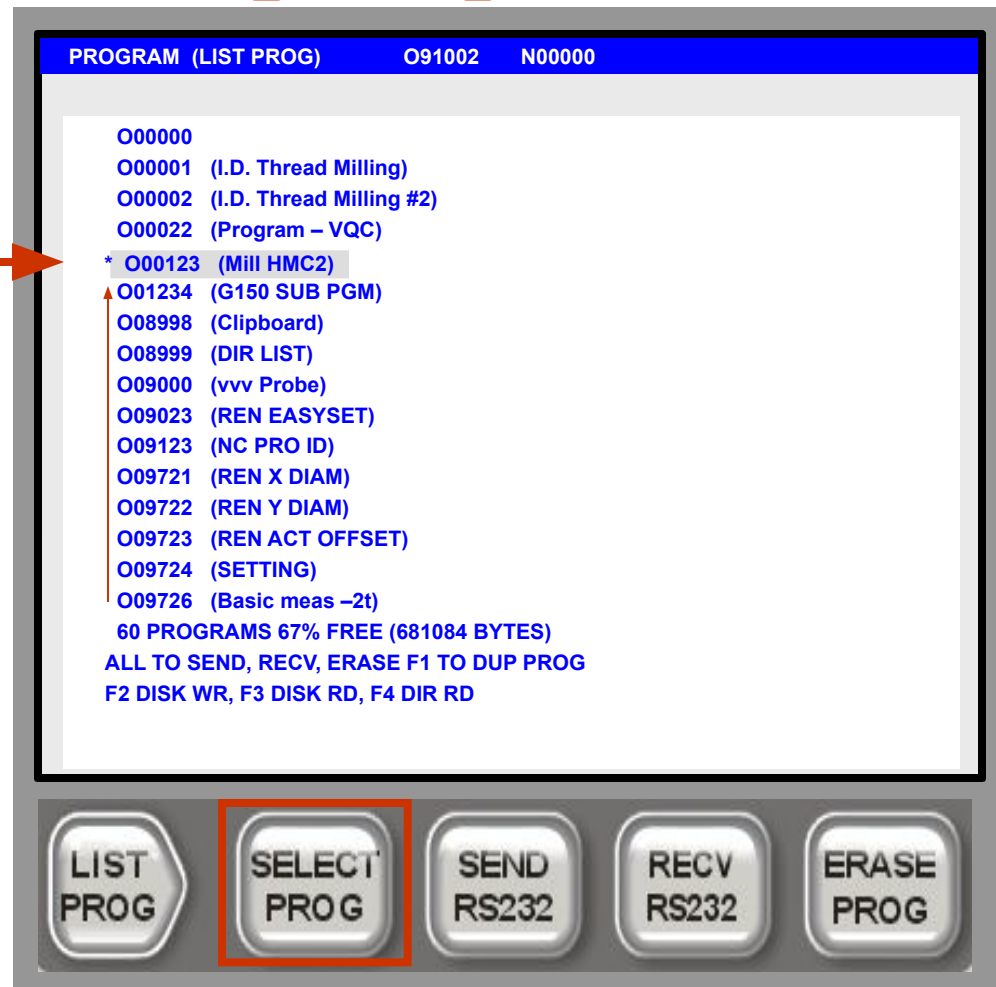 PROGRAM (LIST PROG) O91002 N00000
O00000
O00001 (I.D. Thread Milling)
O00002 (I.D. Thread Milling #2)
O00022 (Program – VQC)
* O00123 (Mill HMC2)
O01234 (G150 SUB PGM)
O08998 (Clipboard)
O08999 (DIR LIST)
O09000 (vvv Probe)
O09023 (REN EASYSET)
O09123 (NC PRO ID)
O09721 (REN X DIAM)
O09722 (REN Y DIAM)
O09723 (REN ACT OFFSET)
O09724 (SETTING)
O09726 (Basic meas –2t)
60 PROGRAMS 67% FREE (681084 BYTES)
ALL TO SEND, RECV, ERASE F1 TO DUP PROG
F2 DISK WR, F3 DISK RD, F4 DIR RD
LIST
PROG
SELECT
PROG
SEND
RS232
RECV
RS232
ERASE
PROG